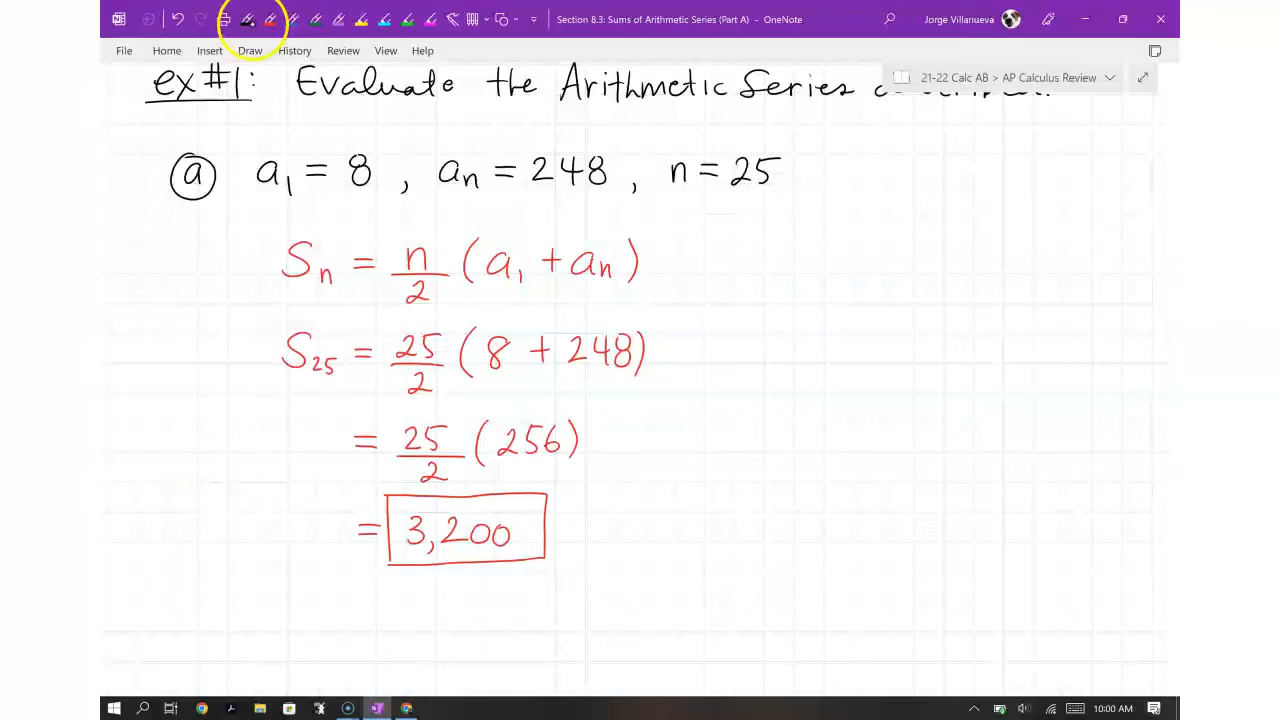 Section 8.3: Sums of Arithmetic Series (Part A) - OneNote
Jorge Villanueva
File Home Insert Draw History Review View Help
21-22 Calc AB > AP Calculus Review
ex#1: Evaluate the Arithmetic Series
a a₁ = 8 , aₙ = 248 , n = 25
Sₙ = n/2 (a₁ + aₙ)
S₂₅ = 25/2 (8 + 248)
= 25/2 (256)
= 3,200
10:00 AM